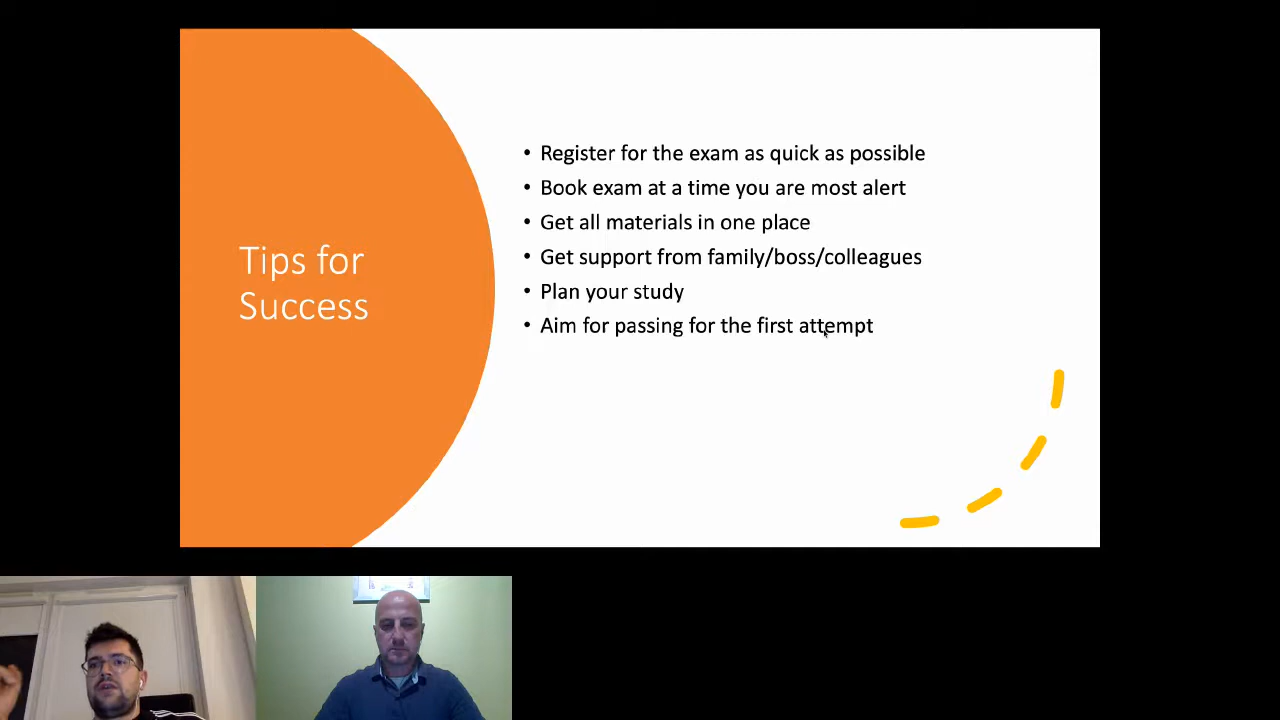 Tips for
Success
• Register for the exam as quick as possible
• Book exam at a time you are most alert
• Get all materials in one place
• Get support from family/boss/colleagues
• Plan your study
• Aim for passing for the first attempt